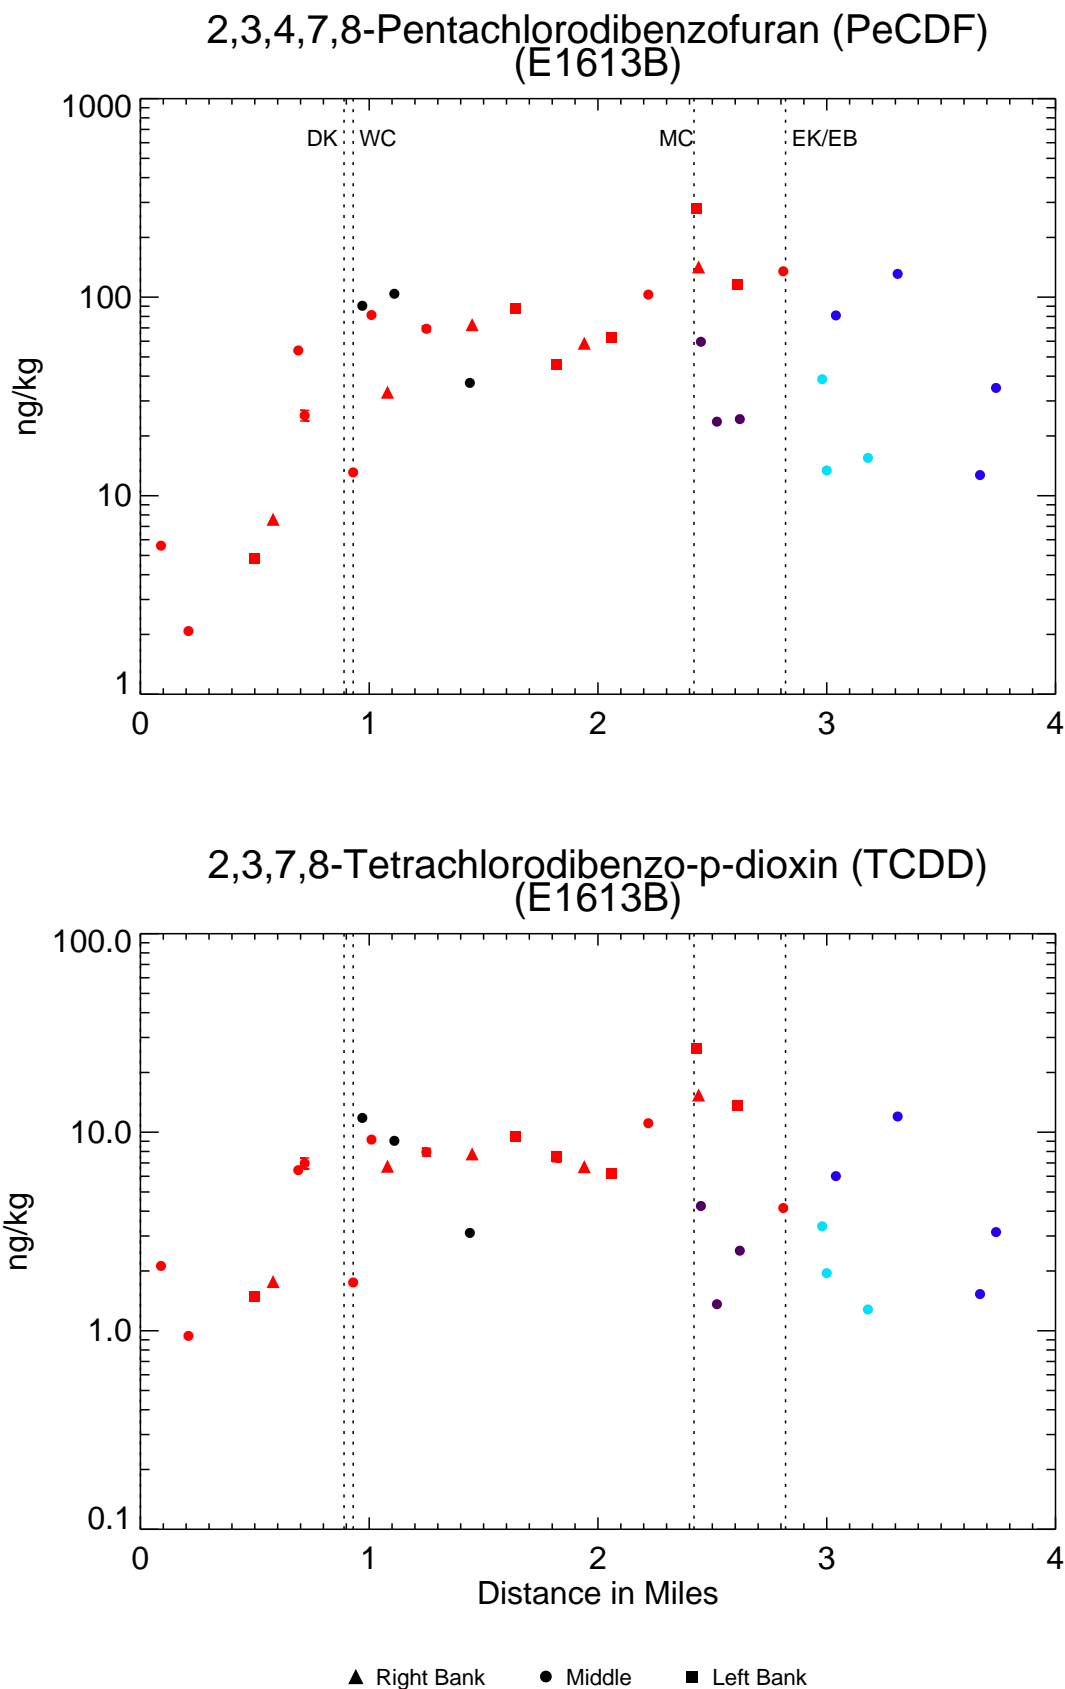 2,3,4,7,8-Pentachlorodibenzofuran (PeCDF)
(E1613B)
1000
DK WC MC EK/EB
100
ng/kg
10
1
0 1 2 3 4
2,3,7,8-Tetrachlorodibenzo-p-dioxin (TCDD)
(E1613B)
100.0
10.0
ng/kg
1.0
0.1
0 1 2 3 4
Distance in Miles
Right Bank Middle Left Bank